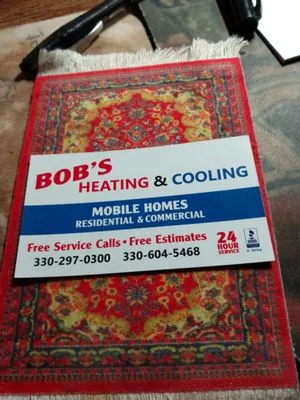 BOB'S
HEATING & COOLING
MOBILE HOMES
RESIDENTIAL & COMMERCIAL
Free Service Calls • Free Estimates
330-297-0300 330-604-5468
24
HOUR
SERVICE